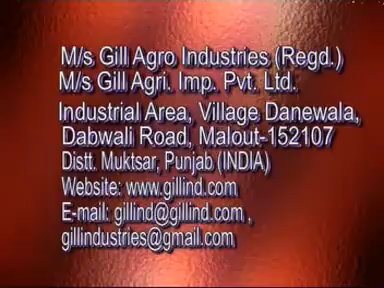 M/s Gill Agro Industries (Regd.)
M/s Gill Agri. Imp. Pvt. Ltd.
Industrial Area, Village Danewala,
Dabwali Road, Malout-152107
Distt. Muktsar, Punjab (INDIA)
Website: www.gillind.com
E-mail: gillind@gillind.com ,
gillindustries@gmail.com